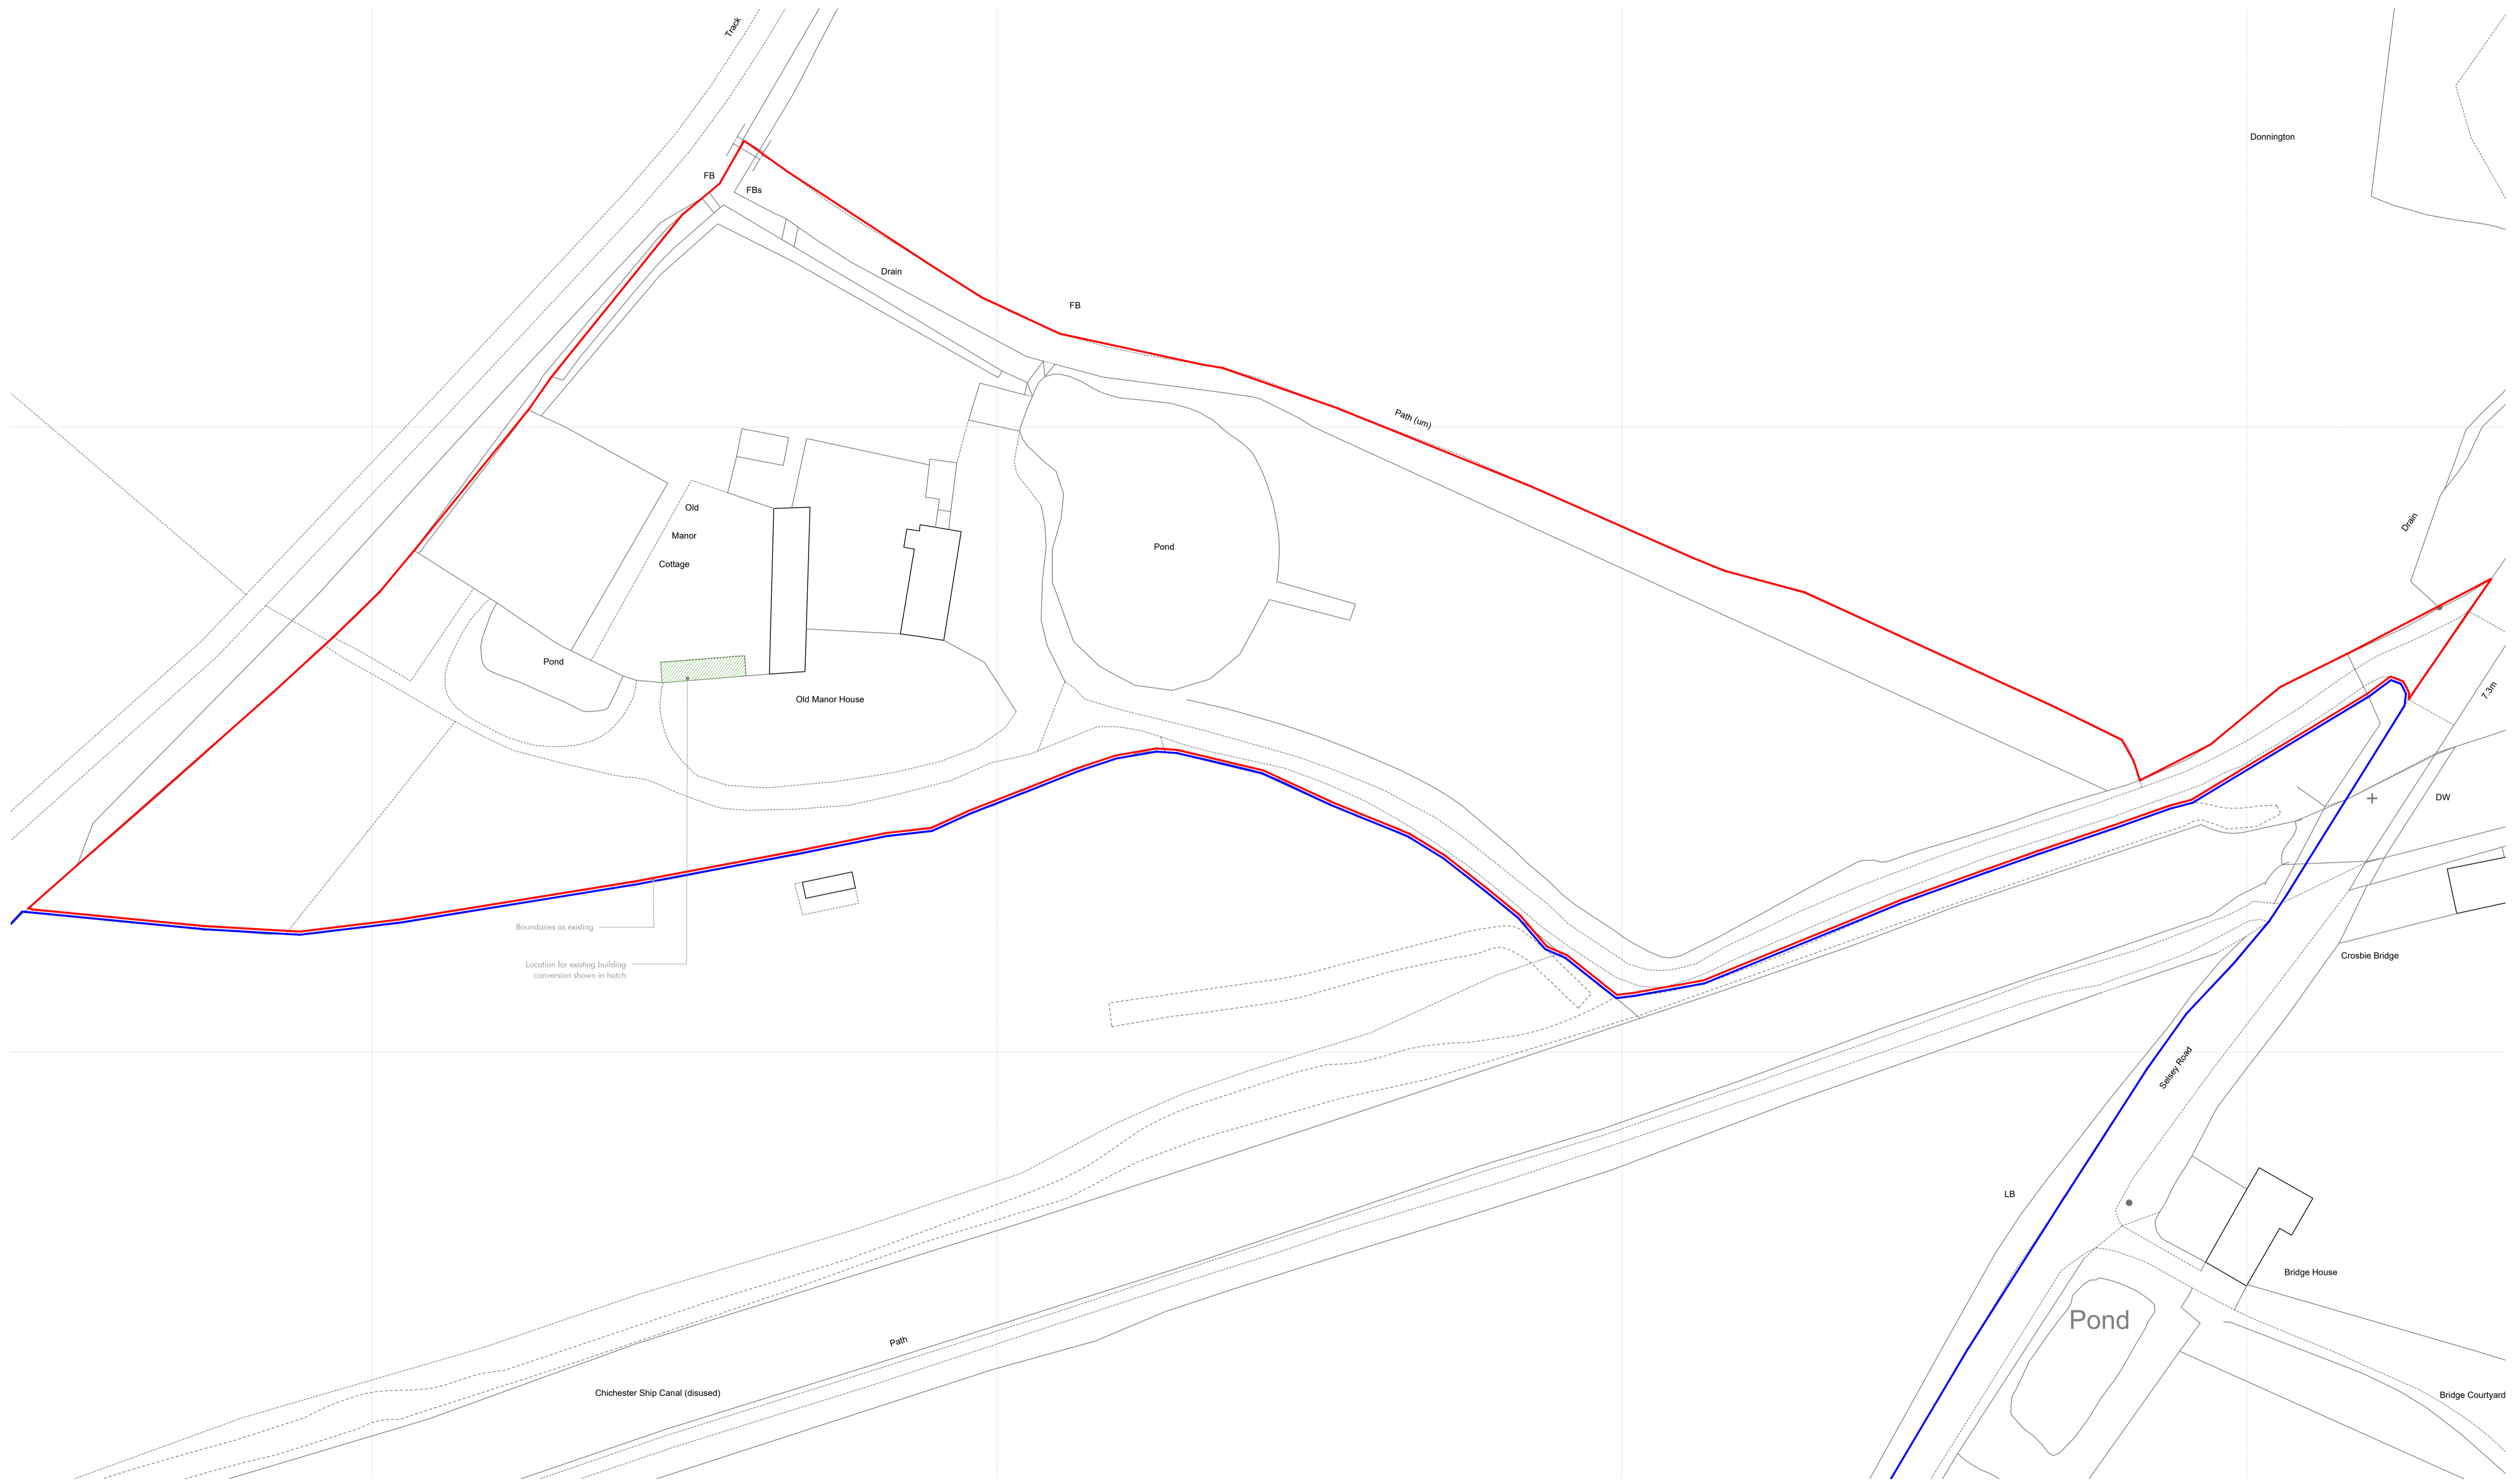 Track
Donnington
FB
FBs
Drain
FB
Path (um)
Old
Manor
Cottage
Drain
Pond
Pond
Old Manor House
7.3m
DW
Boundaries as existing
Location for existing building
conversion shown in hatch
Crosbie Bridge
Selsey Road
LB
Bridge House
Pond
Path
Chichester Ship Canal (disused)
Bridge Courtyard